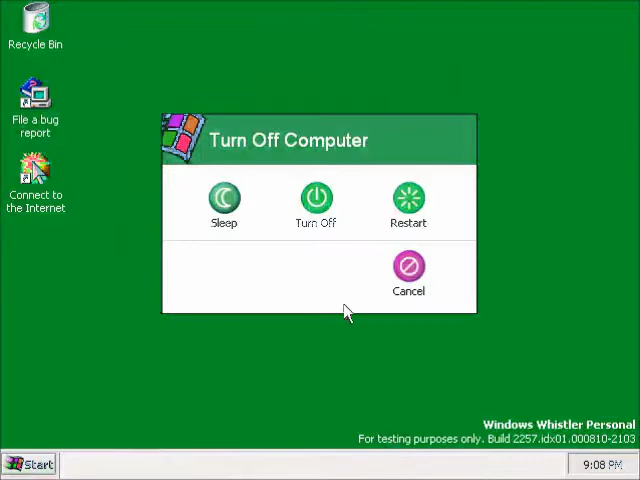 Recycle Bin
File a bug
report
Connect to
the Internet
Turn Off Computer
Sleep
Turn Off
Restart
Cancel
Windows Whistler Personal
For testing purposes only. Build 2257.idx01.000810-2103
Start
9:08 PM